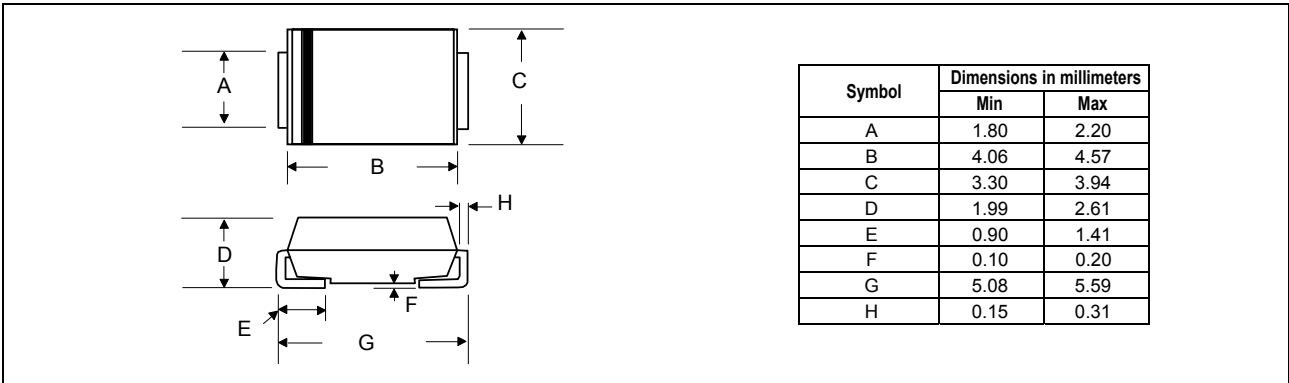 A
C
B
H
D
F
E
G
Symbol Dimensions in millimeters
Min Max
A 1.80 2.20
B 4.06 4.57
C 3.30 3.94
D 1.99 2.61
E 0.90 1.41
F 0.10 0.20
G 5.08 5.59
H 0.15 0.31